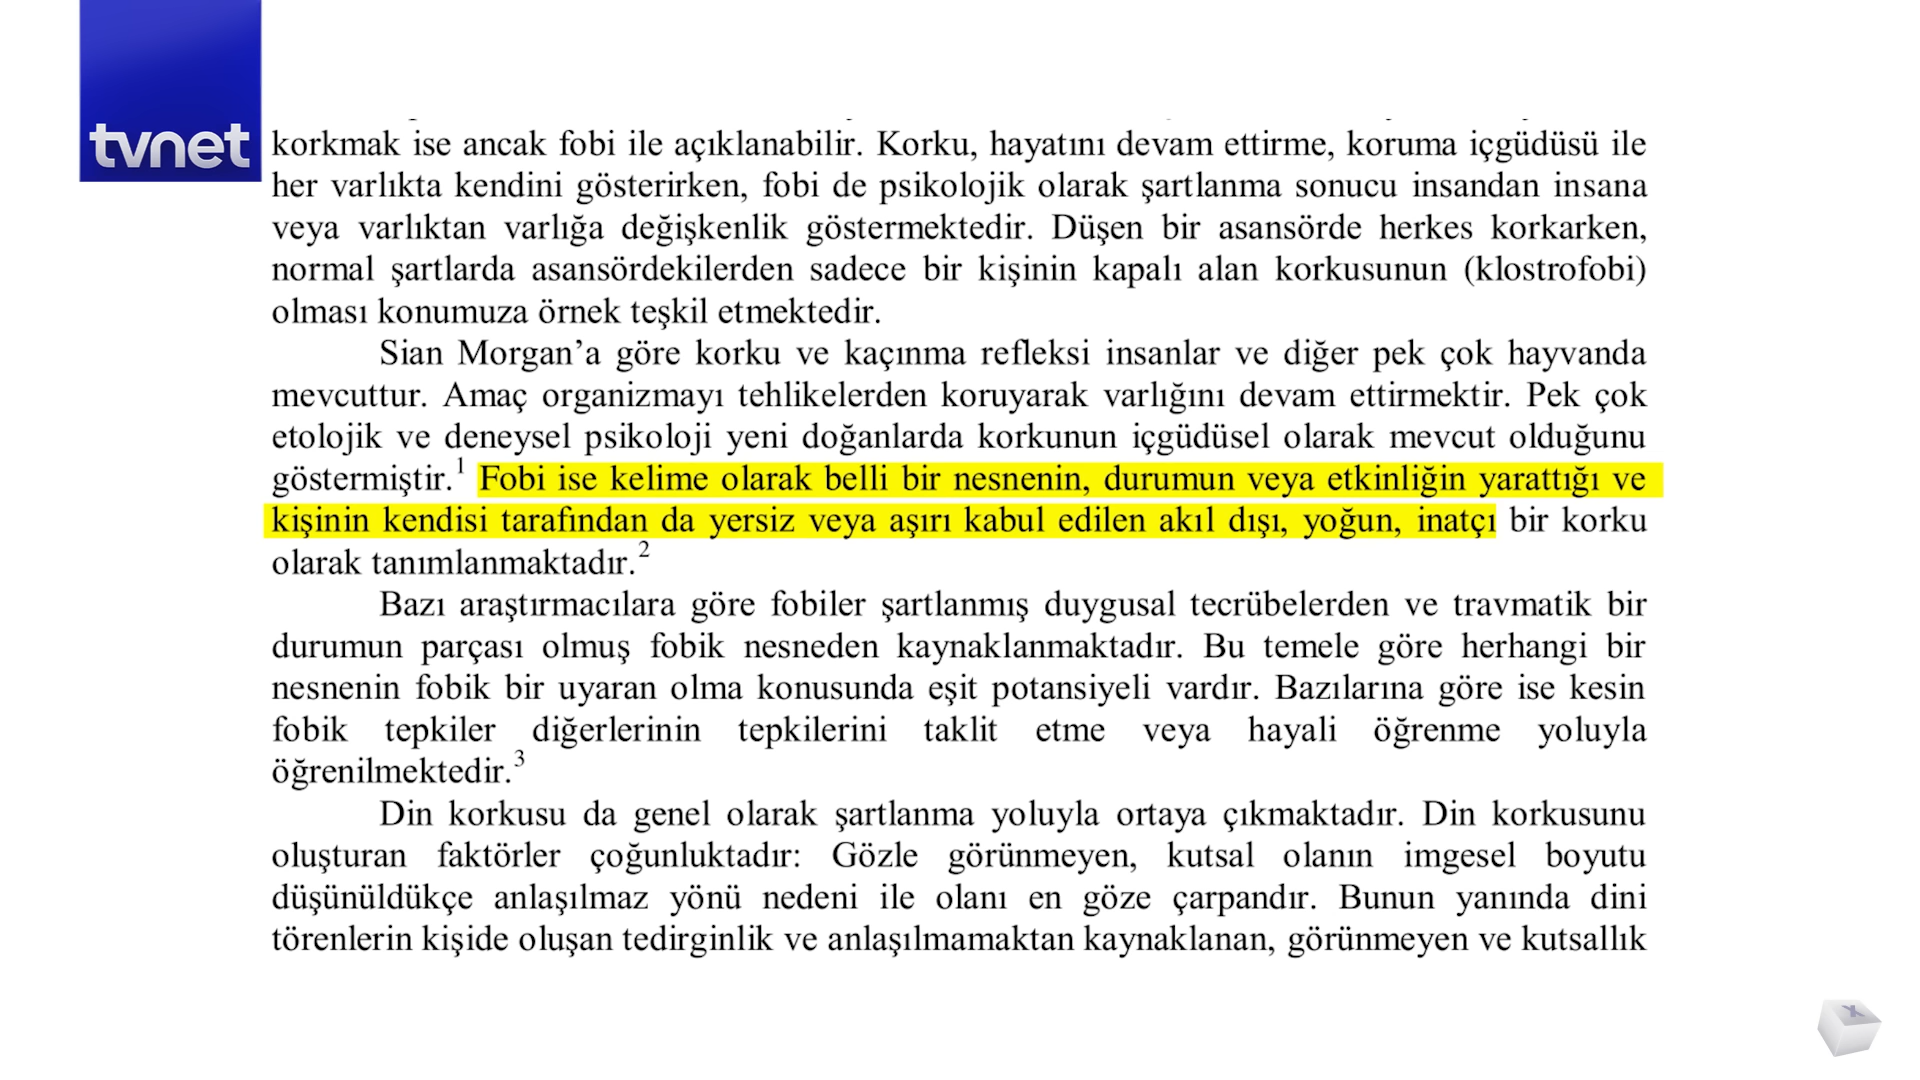 tvnet
korkmak ise ancak fobi ile açıklanabilir. Korku, hayatını devam ettirme, koruma içgüdüsü ile
her varlıkta kendini gösterirken, fobi de psikolojik olarak şartlanma sonucu insandan insana
veya varlıktan varlığa değişkenlik göstermektedir. Düşen bir asansörde herkes korkarken,
normal şartlarda asansördekilerden sadece bir kişinin kapalı alan korkusunun (klostrofobi)
olması konumuza örnek teşkil etmektedir.
Sian Morgan’a göre korku ve kaçınma refleksi insanlar ve diğer pek çok hayvanda
mevcuttur. Amaç organizmayı tehlikelerden koruyarak varlığını devam ettirmektir. Pek çok
etolojik ve deneysel psikoloji yeni doğanlarda korkunun içgüdüsel olarak mevcut olduğunu
göstermiştir.1 Fobi ise kelime olarak belli bir nesnenin, durumun veya etkinliğin yarattığı ve
kişinin kendisi tarafından da yersiz veya aşırı kabul edilen akıl dışı, yoğun, inatçı bir korku
olarak tanımlanmaktadır.2
Bazı araştırmacılara göre fobiler şartlanmış duygusal tecrübelerden ve travmatik bir
durumun parçası olmuş fobik nesneden kaynaklanmaktadır. Bu temele göre herhangi bir
nesnenin fobik bir uyaran olma konusunda eşit potansiyeli vardır. Bazılarına göre ise kesin
fobik tepkiler diğerlerinin tepkilerini taklit etme veya hayali öğrenme yoluyla
öğrenilmektedir.3
Din korkusu da genel olarak şartlanma yoluyla ortaya çıkmaktadır. Din korkusunu
oluşturan faktörler çoğunluktadır: Gözle görünmeyen, kutsal olanın imgesel boyutu
düşünüldükçe anlaşılmaz yönü nedeni ile olanı en göze çarpandır. Bunun yanında dini
törenlerin kişide oluşan tedirginlik ve anlaşılmamaktan kaynaklanan, görünmeyen ve kutsallık